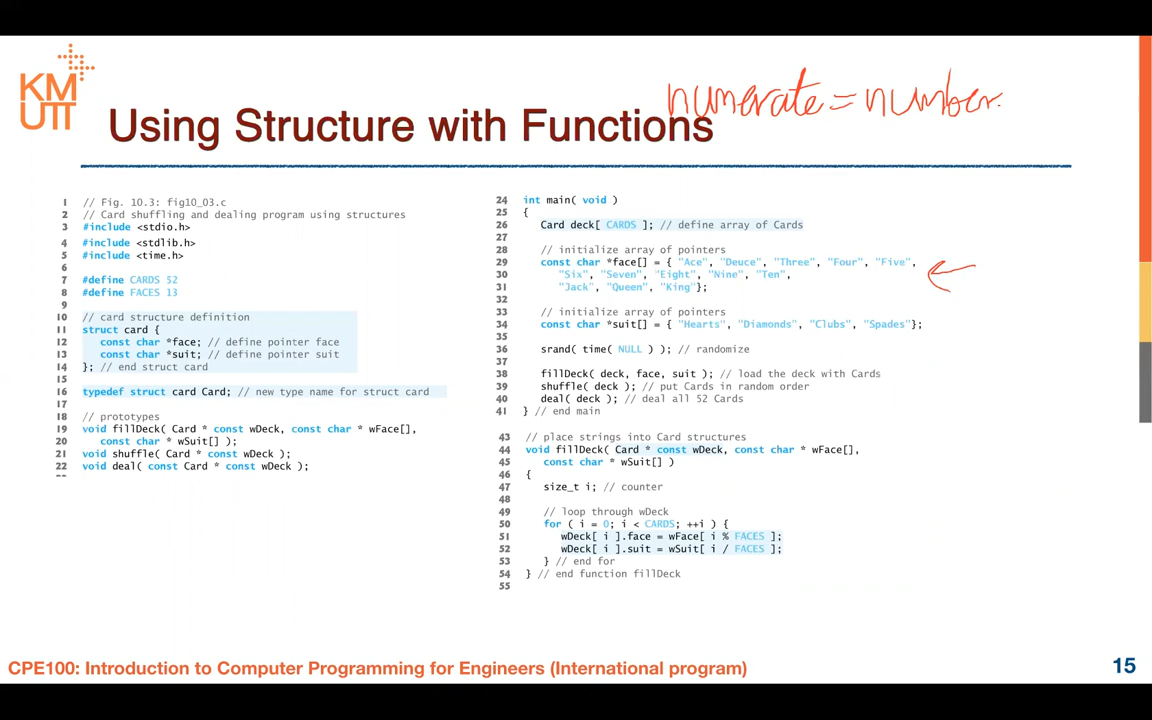 KM
UTT
numerate = number.
Using Structure with Functions
1 // Fig. 10.3: fig10_03.c
2 // Card shuffling and dealing program using structures
3 #include <stdio.h>
4 #include <stdlib.h>
5 #include <time.h>
6
7 #define CARDS 52
8 #define FACES 13
9
10 // card structure definition
11 struct card {
12 const char *face; // define pointer face
13 const char *suit; // define pointer suit
14 }; // end struct card
15
16 typedef struct card Card; // new type name for struct card
17
18 // prototypes
19 void fillDeck( Card * const wDeck, const char * wFace[],
20 const char * wSuit[] );
21 void shuffle( Card * const wDeck );
22 void deal( const Card * const wDeck );
24 int main( void )
25 {
26 Card deck[ CARDS ]; // define array of Cards
27
28 // initialize array of pointers
29 const char *face[] = { "Ace", "Deuce", "Three", "Four", "Five",
30 "Six", "Seven", "Eight", "Nine", "Ten",
31 "Jack", "Queen", "King"};
32
33 // initialize array of pointers
34 const char *suit[] = { "Hearts", "Diamonds", "Clubs", "Spades"};
35
36 srand( time( NULL ) ); // randomize
37
38 fillDeck( deck, face, suit ); // load the deck with Cards
39 shuffle( deck ); // put Cards in random order
40 deal( deck ); // deal all 52 Cards
41 } // end main
43 // place strings into Card structures
44 void fillDeck( Card * const wDeck, const char * wFace[],
45 const char * wSuit[] )
46 {
47 size_t i; // counter
48
49 // loop through wDeck
50 for ( i = 0; i < CARDS; ++i ) {
51 wDeck[ i ].face = wFace[ i % FACES ];
52 wDeck[ i ].suit = wSuit[ i / FACES ];
53 } // end for
54 } // end function fillDeck
55
CPE100: Introduction to Computer Programming for Engineers (International program)
15